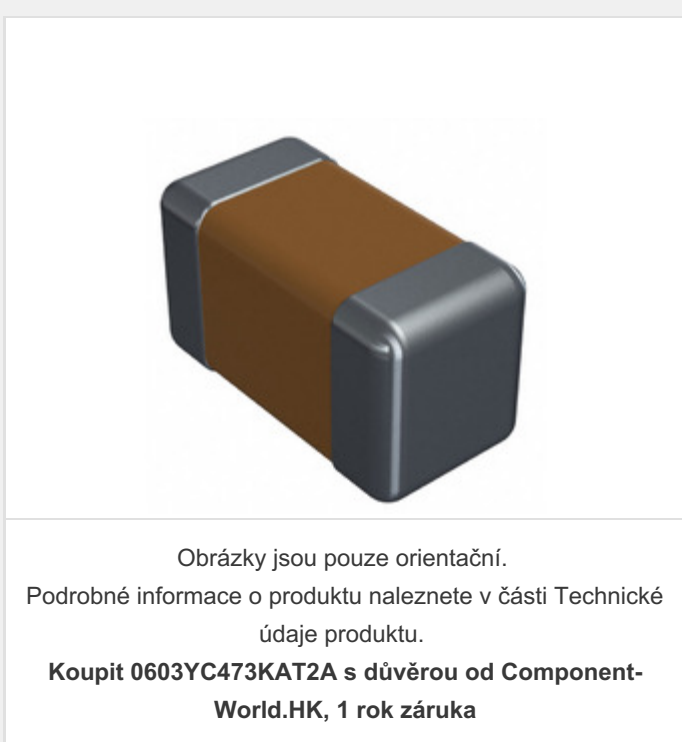 Obrázky jsou pouze orientační.
Podrobné informace o produktu naleznete v části Technické
údaje produktu.
Koupit 0603YC473KAT2A s důvěrou od Component-
World.HK, 1 rok záruka